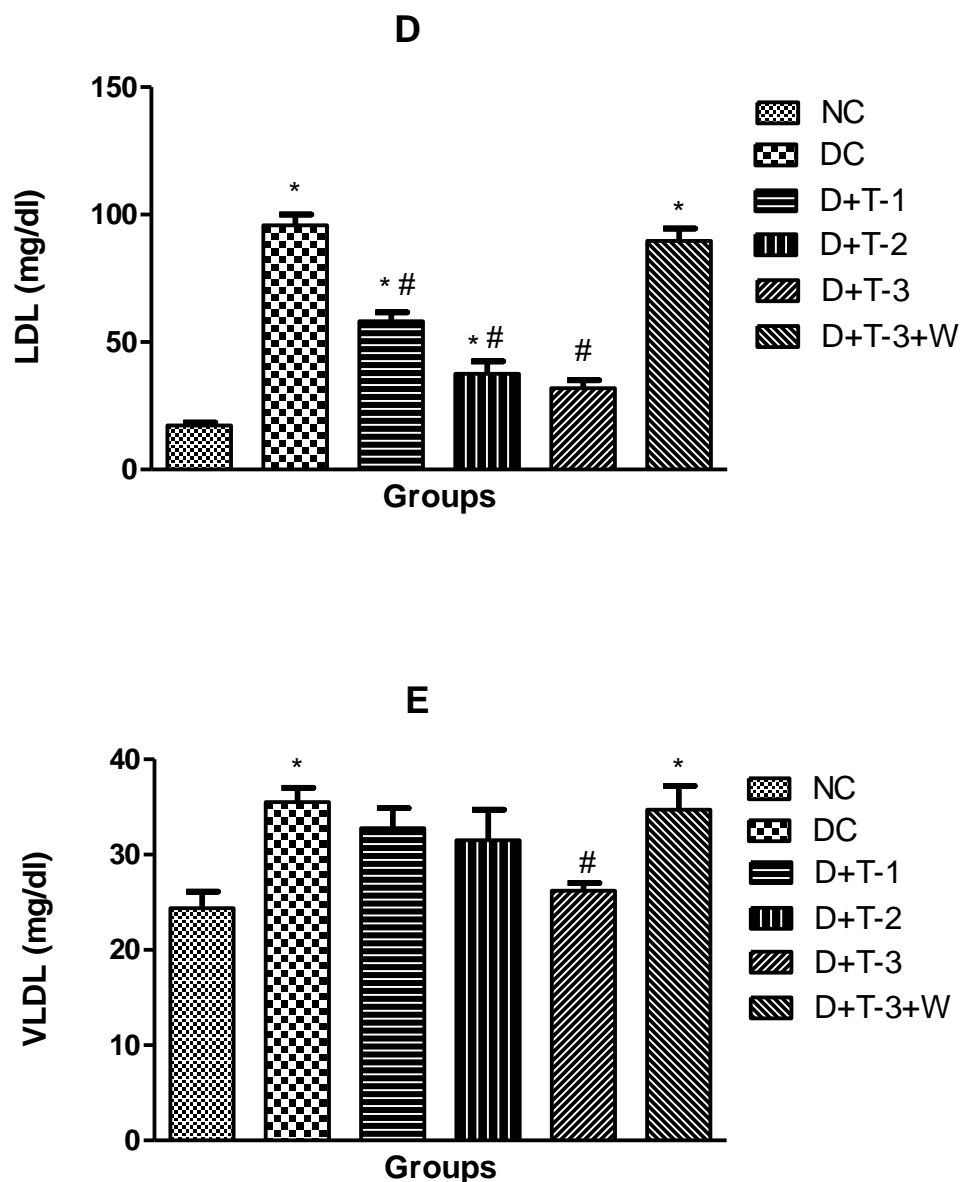 D
150
100
50
0
LDL (mg/dl)
*
* #
* #
#
*
Groups
NC
DC
D+T-1
D+T-2
D+T-3
D+T-3+W
E
40
30
20
10
0
VLDL (mg/dl)
*
#
*
Groups
NC
DC
D+T-1
D+T-2
D+T-3
D+T-3+W